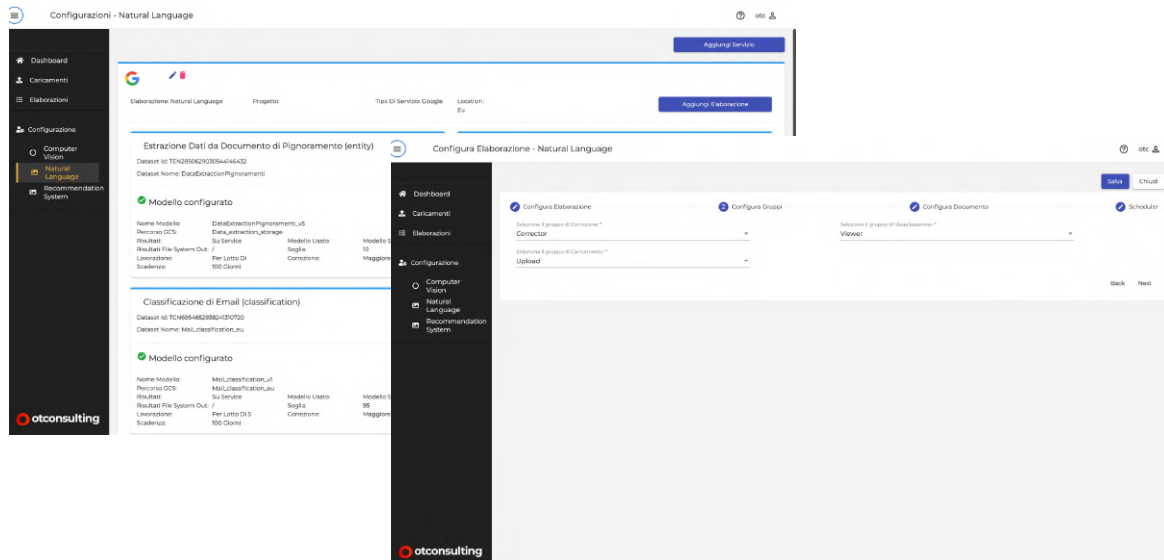 Configurazioni - Natural Language
otc
Aggiungi Servizio
Dashboard
Caricamenti
Elaborazioni
Configurazione
Computer
Vision
Natural
Language
Recommendation
System
otconsulting
Elaborazione: Natural Language Progetto: Tipo Di Servizio: Google Location:
Eu
Aggiungi Elaborazione
Estrazione Dati da Documento di Pignoramento (entity)
Dataset Id: TEN2850629030544146432
Dataset Nome: DataExtractionPignoramenti
Modello configurato
Nome Modello: DataExtractionPignoramenti_v5
Percorso GCS: Data_extraction_storage
Risultati: Su Service Modello Usato: Modello S
Risultati File System Out: / Soglia: 10
Lavorazione: Per Lotto Di Correzione: Maggiore
Scadenza: 100 Giorni
Classificazione di Email (classification)
Dataset Id: TCN6954652938241310720
Dataset Nome: Mail_classification_eu
Modello configurato
Nome Modello: Mail_classification_v1
Percorso GCS: Mail_classification_eu
Risultati: Su Service Modello Usato: Modello S
Risultati File System Out: / Soglia: 95
Lavorazione: Per Lotto Di 5 Correzione: Maggiore
Scadenza: 100 Giorni
Configura Elaborazione - Natural Language
otc
Salva Chiudi
Dashboard
Caricamenti
Elaborazioni
Configurazione
Computer
Vision
Natural
Language
Recommendation
System
otconsulting
Configura Elaborazione 2 Configura Gruppi Configura Documento Scheduler
Seleziona il gruppo di Correzione * Seleziona il gruppo di Visualizzazione *
Corrector Viewer
Seleziona il gruppo di Caricamento *
Upload
Back Next